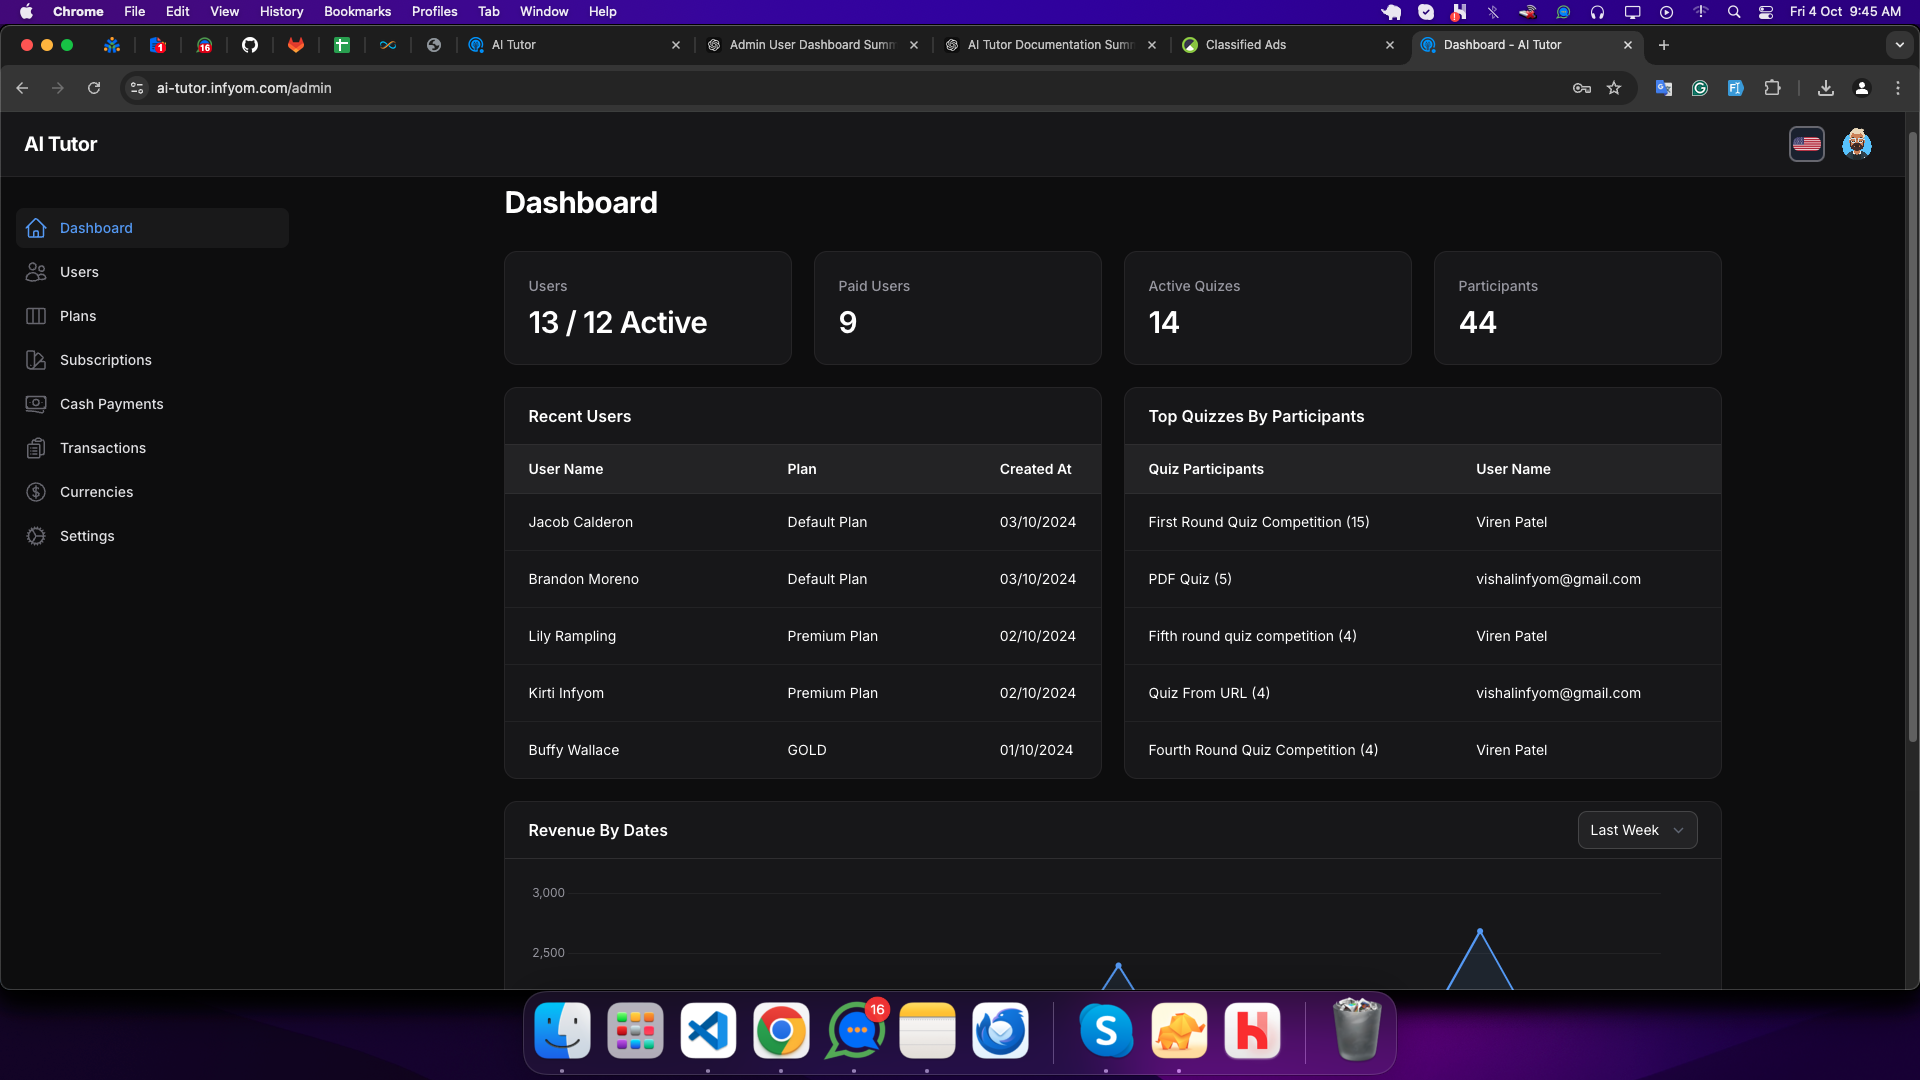 Chrome File Edit View History Bookmarks Profiles Tab Window Help Fri 4 Oct 9:45 AM
1 16 AI Tutor Admin User Dashboard Summ AI Tutor Documentation Summ Classified Ads Dashboard - AI Tutor
ai-tutor.infyom.com/admin
AI Tutor
Dashboard
Dashboard
Users
Plans
Subscriptions
Cash Payments
Transactions
Currencies
Settings
Users Paid Users Active Quizes Participants
13 / 12 Active 9 14 44
Recent Users
User Name Plan Created At
Jacob Calderon Default Plan 03/10/2024
Brandon Moreno Default Plan 03/10/2024
Lily Rampling Premium Plan 02/10/2024
Kirti Infyom Premium Plan 02/10/2024
Buffy Wallace GOLD 01/10/2024
Top Quizzes By Participants
Quiz Participants User Name
First Round Quiz Competition (15) Viren Patel
PDF Quiz (5) vishalinfyom@gmail.com
Fifth round quiz competition (4) Viren Patel
Quiz From URL (4) vishalinfyom@gmail.com
Fourth Round Quiz Competition (4) Viren Patel
Revenue By Dates Last Week
3,000
2,500
16